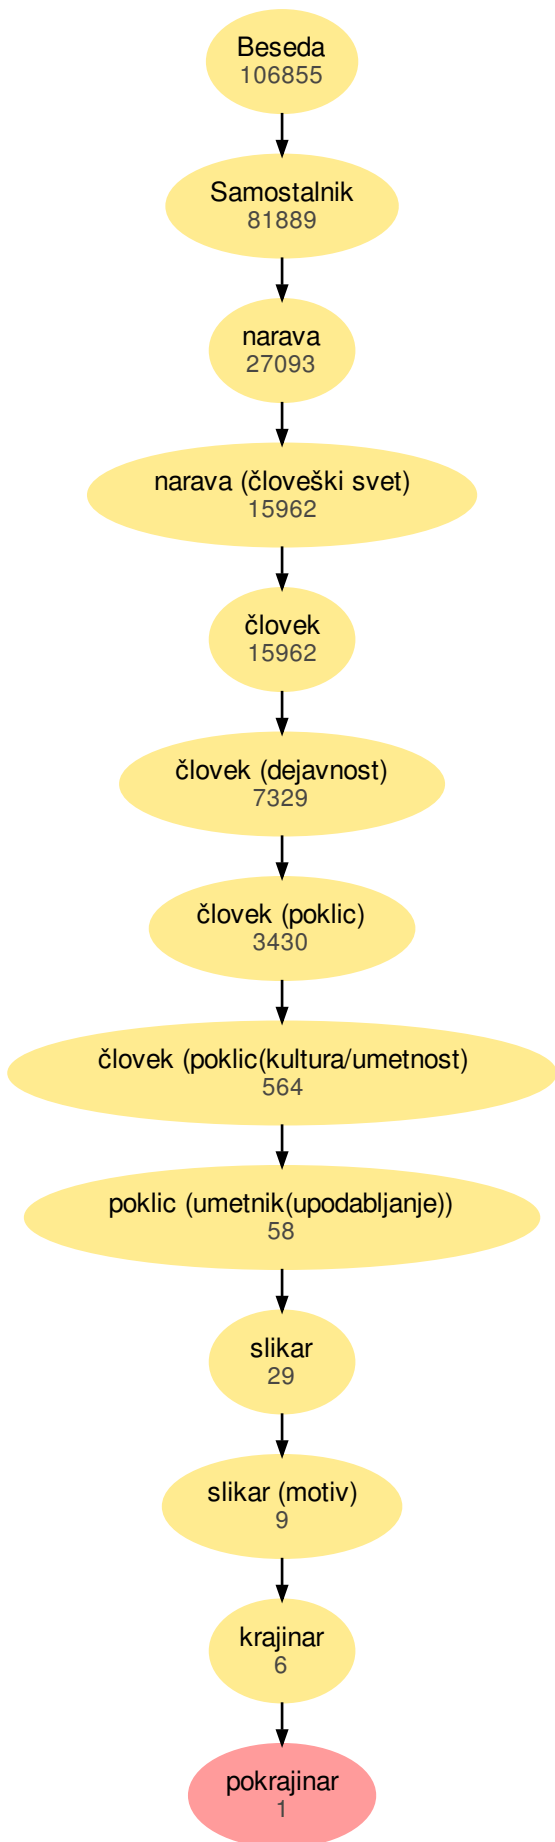 Beseda
106855
Samostalnik
81889
narava
27093
narava (človeški svet)
15962
človek
15962
človek (dejavnost)
7329
človek (poklic)
3430
človek (poklic(kultura/umetnost)
564
poklic (umetnik(upodabljanje))
58
slikar
29
slikar (motiv)
9
krajinar
6
pokrajinar
1